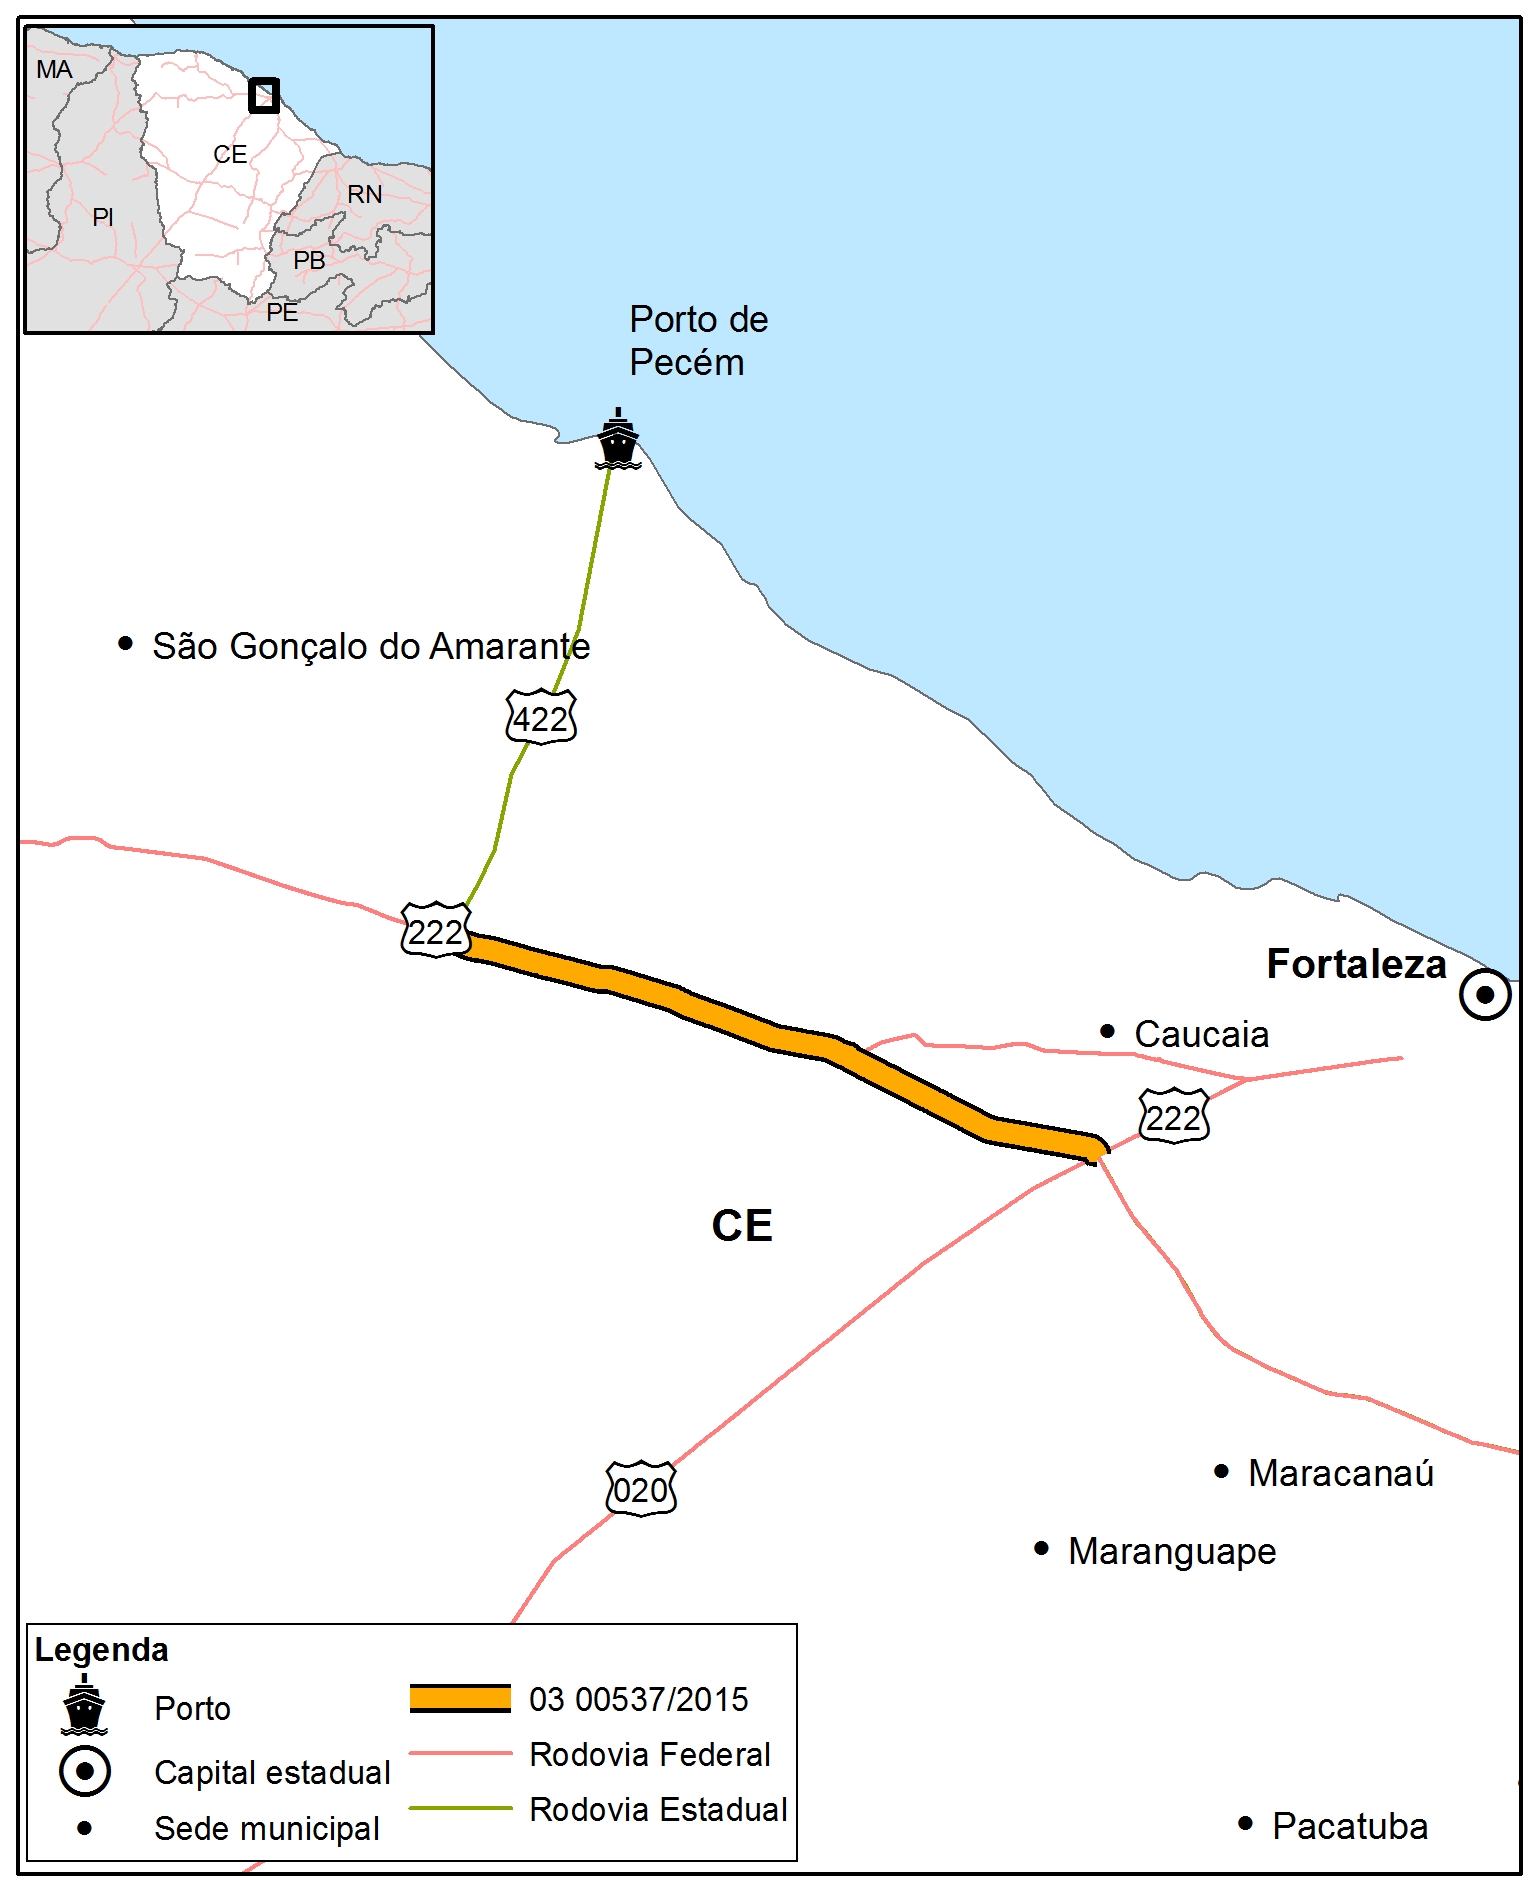 MA
CE
PI
RN
PB
PE
Porto de
Pecém
São Gonçalo do Amarante
422
222
Fortaleza
Caucaia
222
CE
020
Maracanaú
Maranguape
Pacatuba
Legenda
Porto
Capital estadual
Sede municipal
03 00537/2015
Rodovia Federal
Rodovia Estadual